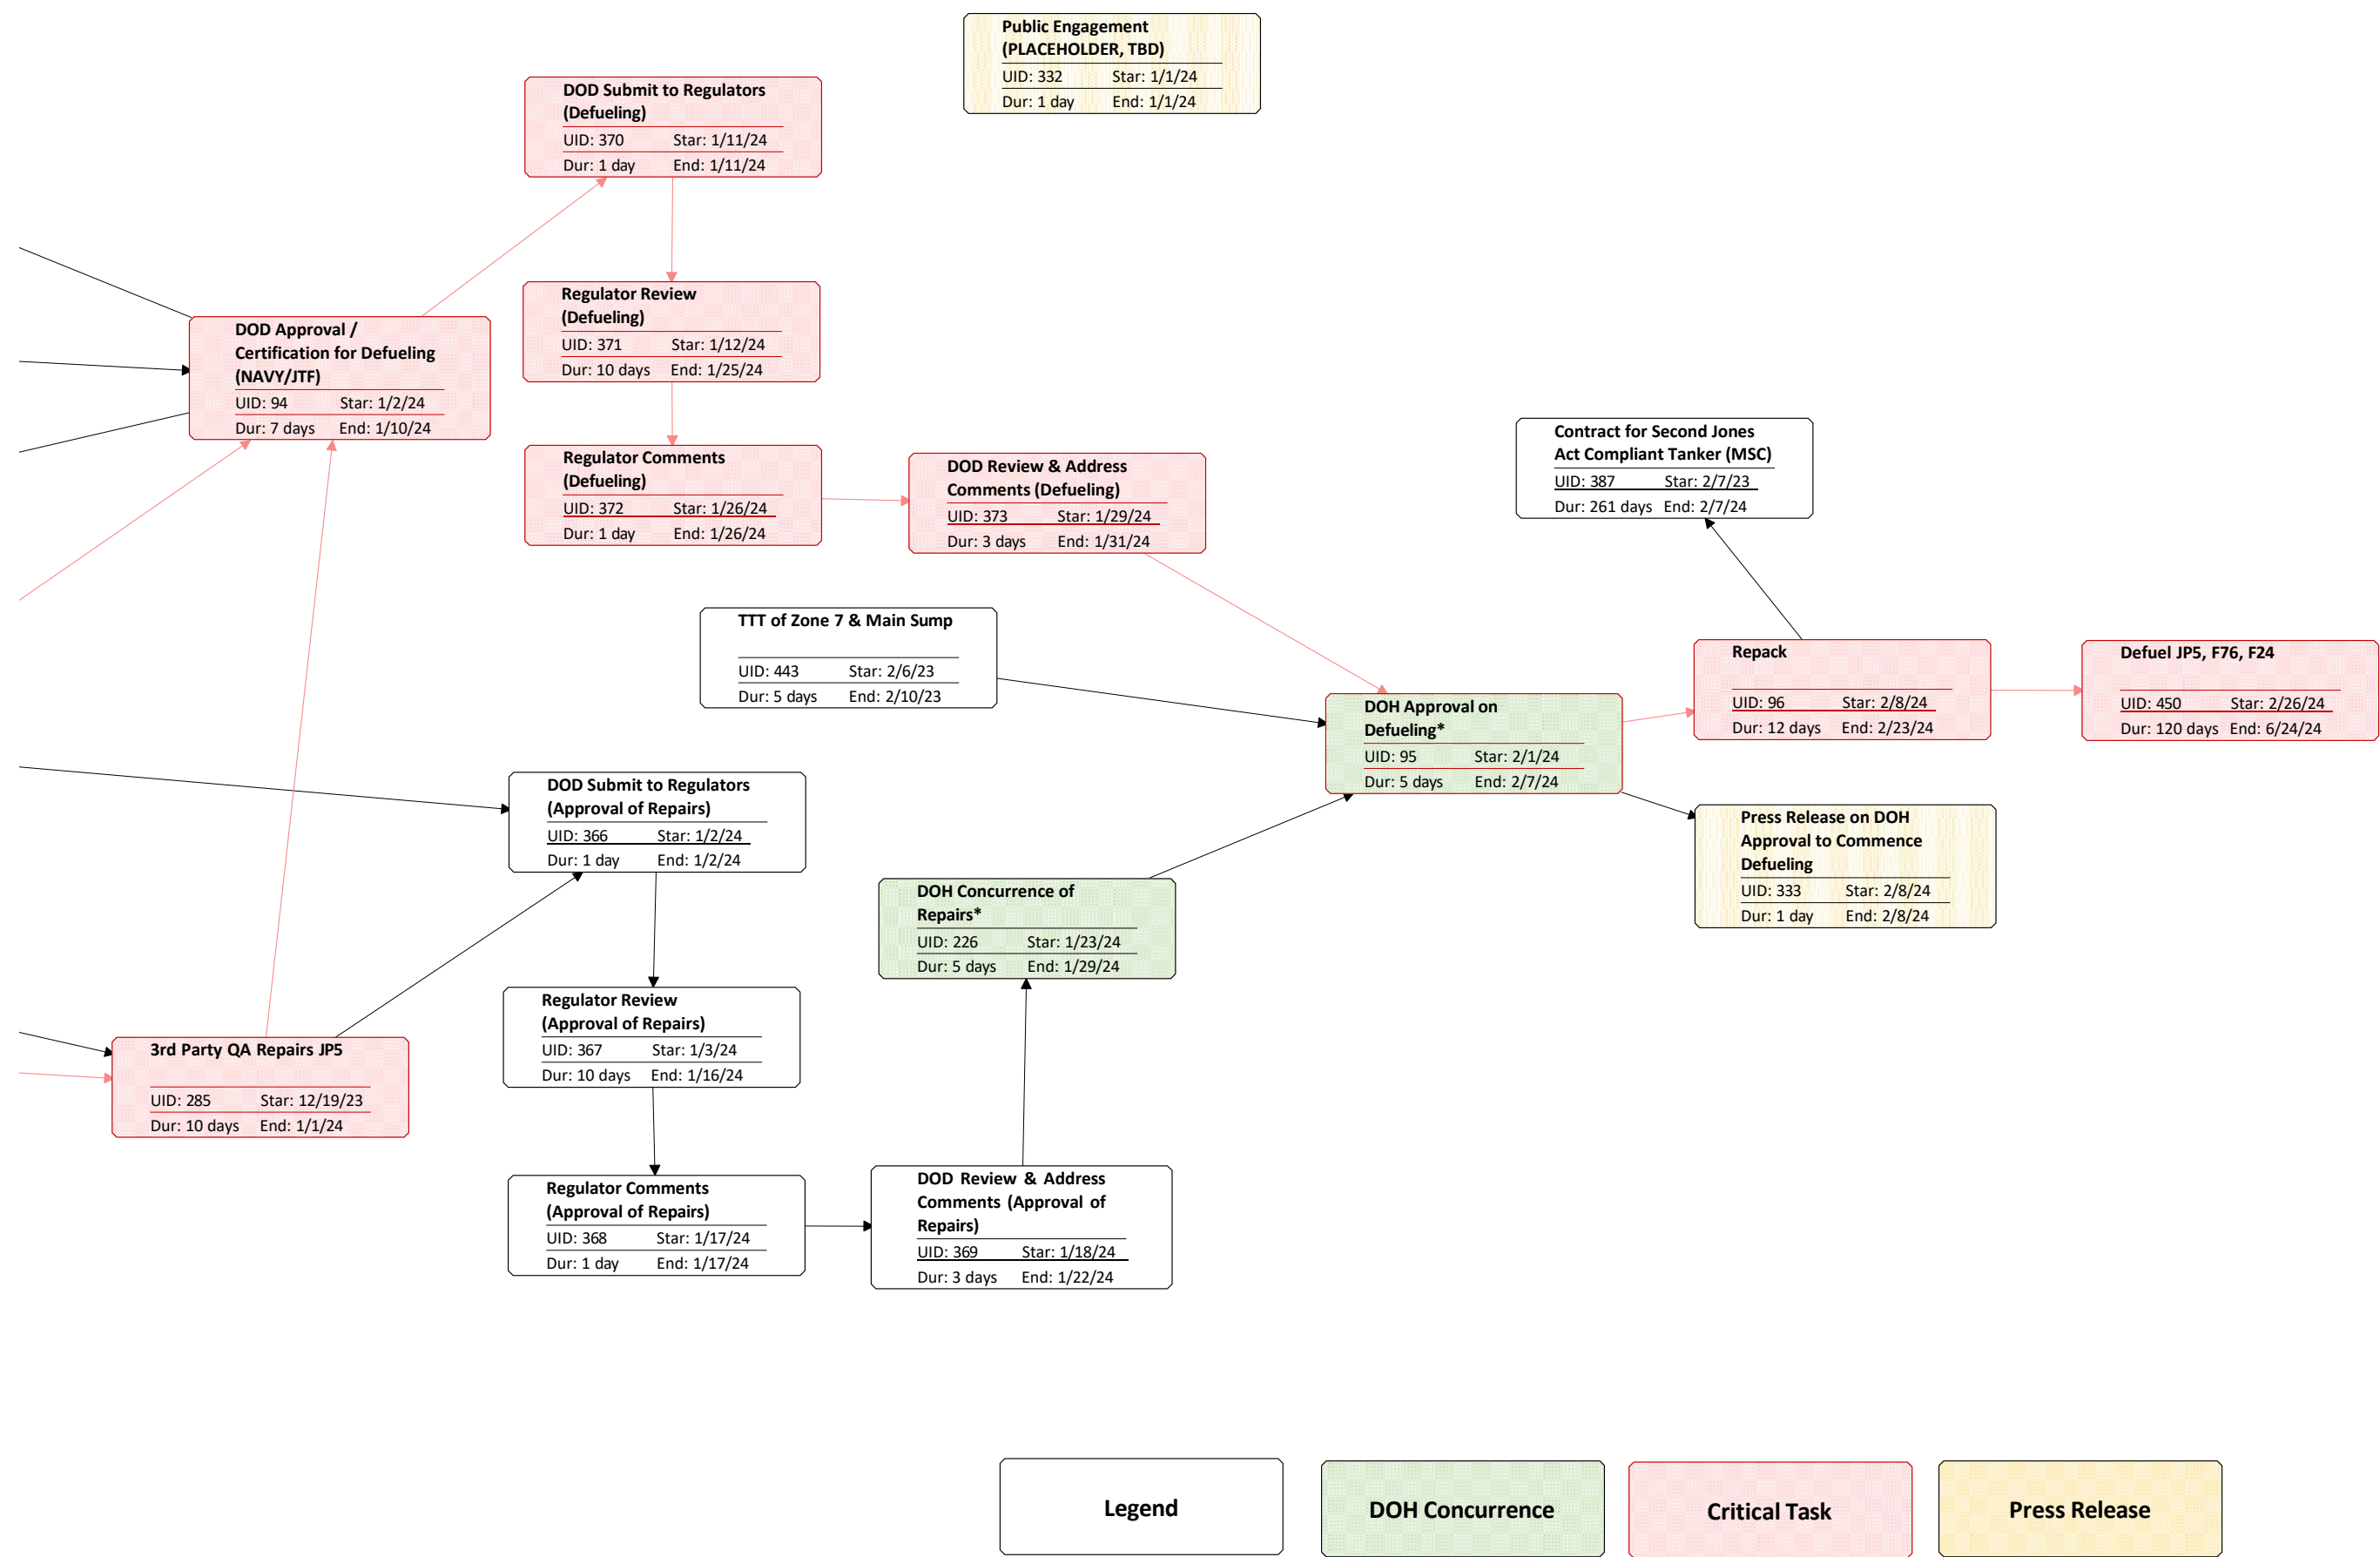 Public Engagement
(PLACEHOLDER, TBD)
UID: 332 Star: 1/1/24
Dur: 1 day End: 1/1/24
DOD Submit to Regulators
(Defueling)
UID: 370 Star: 1/11/24
Dur: 1 day End: 1/11/24
Regulator Review
(Defueling)
UID: 371 Star: 1/12/24
Dur: 10 days End: 1/25/24
DOD Approval /
Certification for Defueling
(NAVY/JTF)
UID: 94 Star: 1/2/24
Dur: 7 days End: 1/10/24
Regulator Comments
(Defueling)
UID: 372 Star: 1/26/24
Dur: 1 day End: 1/26/24
DOD Review & Address
Comments (Defueling)
UID: 373 Star: 1/29/24
Dur: 3 days End: 1/31/24
Contract for Second Jones
Act Compliant Tanker (MSC)
UID: 387 Star: 2/7/23
Dur: 261 days End: 2/7/24
TTT of Zone 7 & Main Sump
UID: 443 Star: 2/6/23
Dur: 5 days End: 2/10/23
Repack
UID: 96 Star: 2/8/24
Dur: 12 days End: 2/23/24
Defuel JP5, F76, F24
UID: 450 Star: 2/26/24
Dur: 120 days End: 6/24/24
DOH Approval on
Defueling*
UID: 95 Star: 2/1/24
Dur: 5 days End: 2/7/24
DOD Submit to Regulators
(Approval of Repairs)
UID: 366 Star: 1/2/24
Dur: 1 day End: 1/2/24
Press Release on DOH
Approval to Commence
Defueling
UID: 333 Star: 2/8/24
Dur: 1 day End: 2/8/24
DOH Concurrence of
Repairs*
UID: 226 Star: 1/23/24
Dur: 5 days End: 1/29/24
Regulator Review
(Approval of Repairs)
UID: 367 Star: 1/3/24
Dur: 10 days End: 1/16/24
3rd Party QA Repairs JP5
UID: 285 Star: 12/19/23
Dur: 10 days End: 1/1/24
Regulator Comments
(Approval of Repairs)
UID: 368 Star: 1/17/24
Dur: 1 day End: 1/17/24
DOD Review & Address
Comments (Approval of
Repairs)
UID: 369 Star: 1/18/24
Dur: 3 days End: 1/22/24
Legend
DOH Concurrence
Critical Task
Press Release